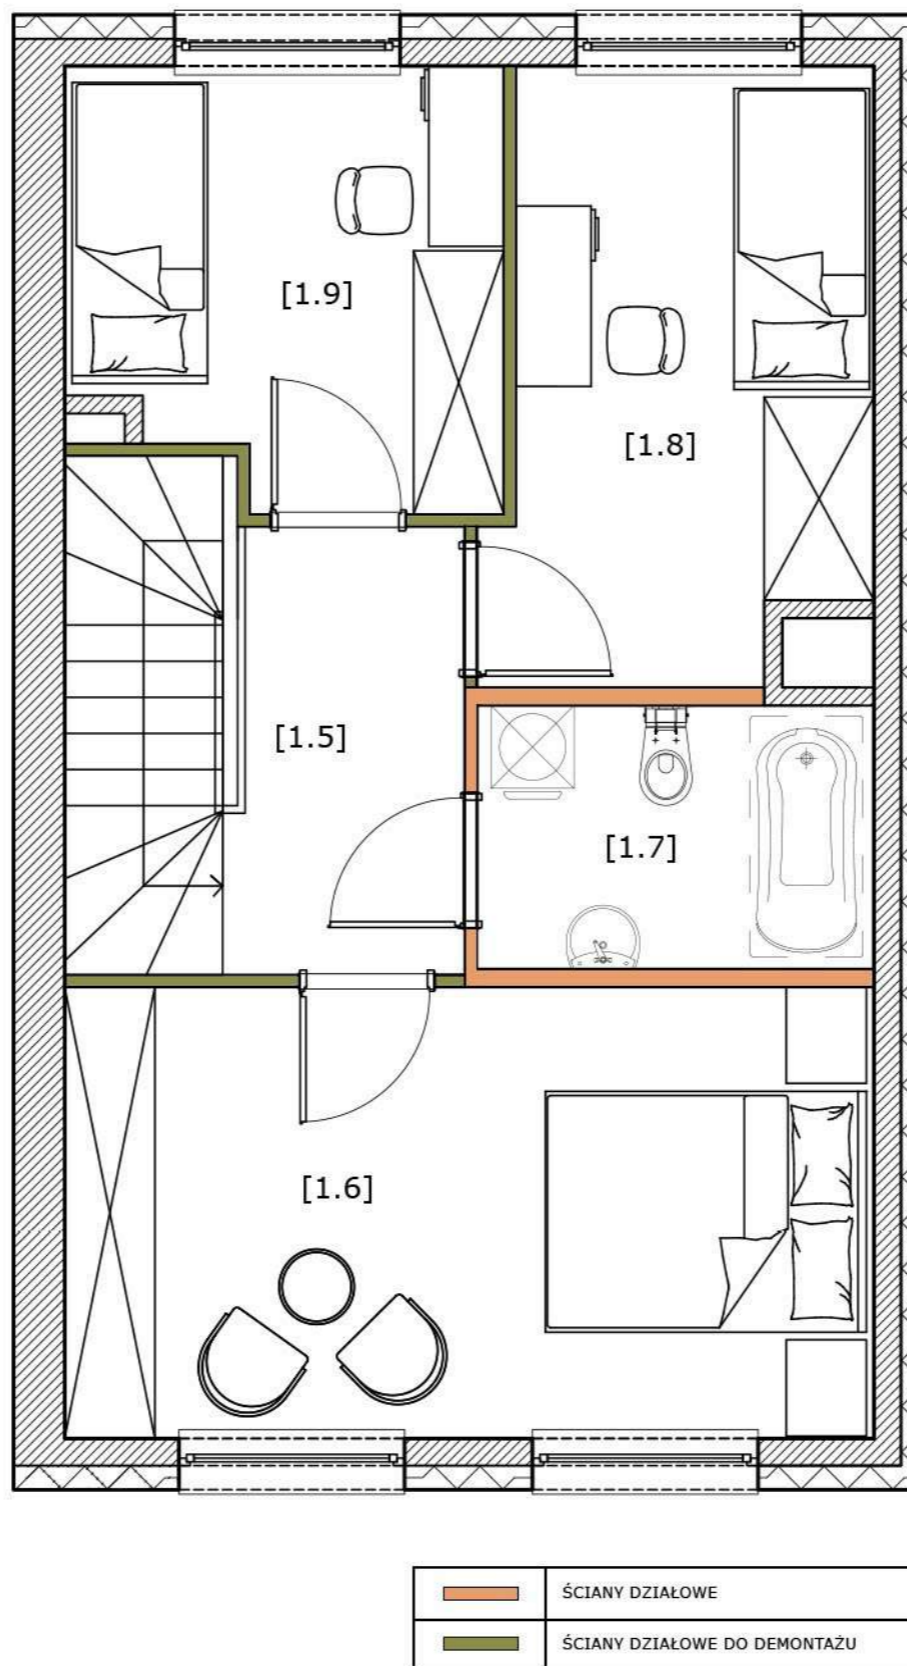 [1.9]
[1.8]
[1.5]
[1.7]
[1.6]
ŚCIANY DZIAŁOWE
ŚCIANY DZIAŁOWE DO DEMONTAŻU